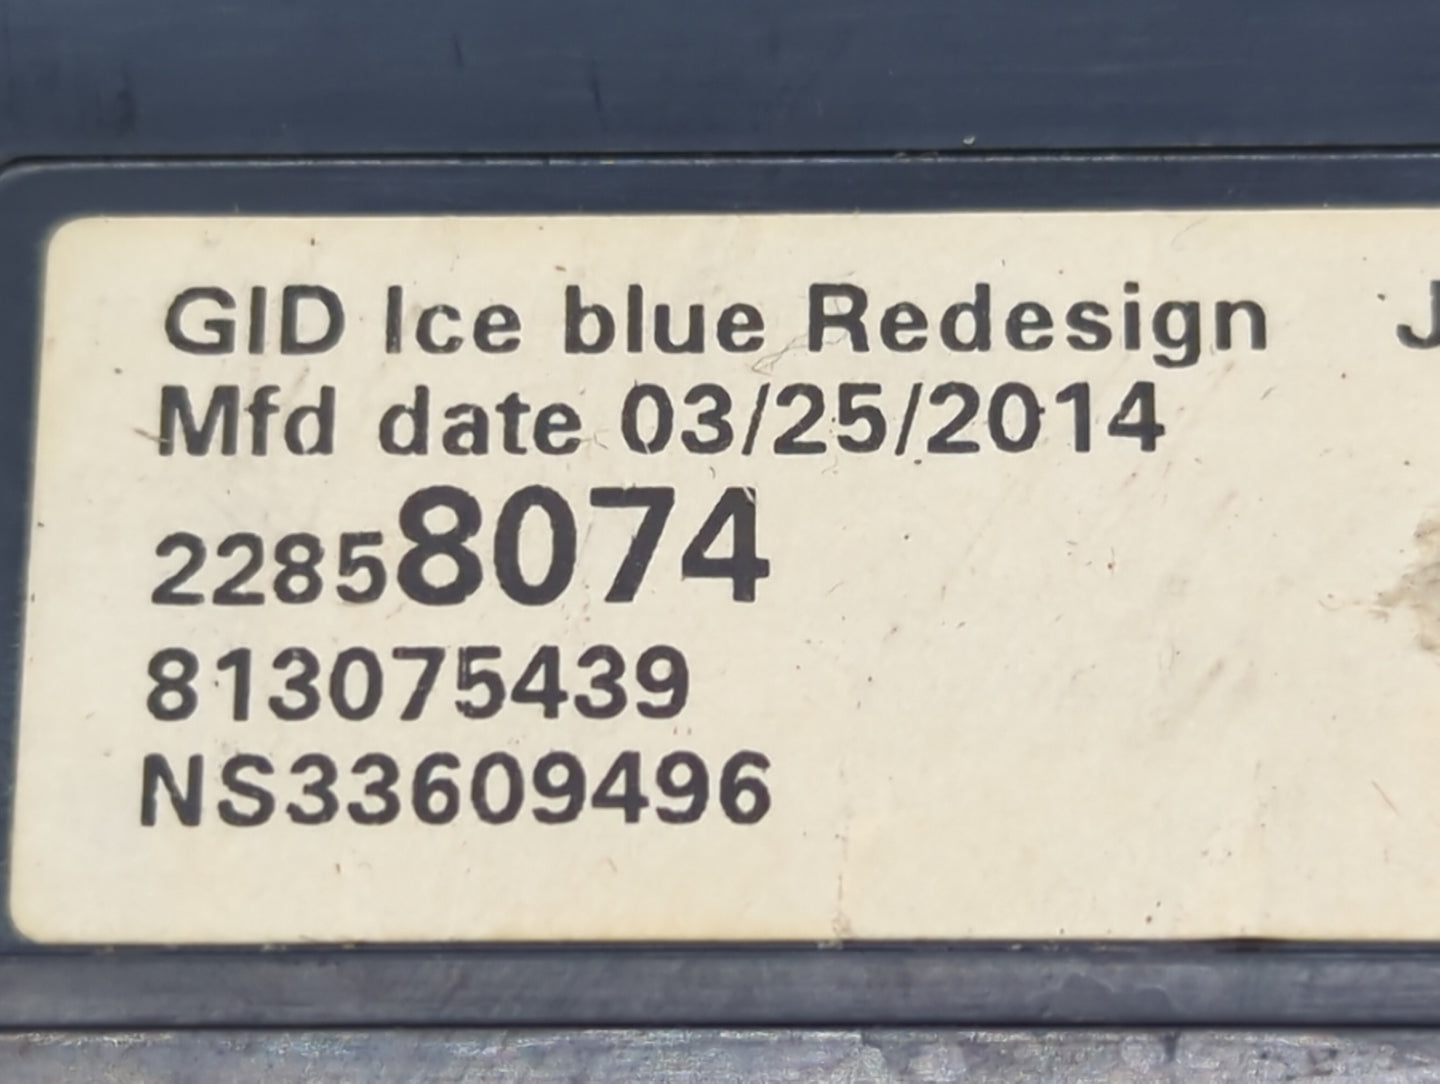 GID Ice blue Redesign J
Mfd date 03/25/2014
22858074
813075439
NS33609496